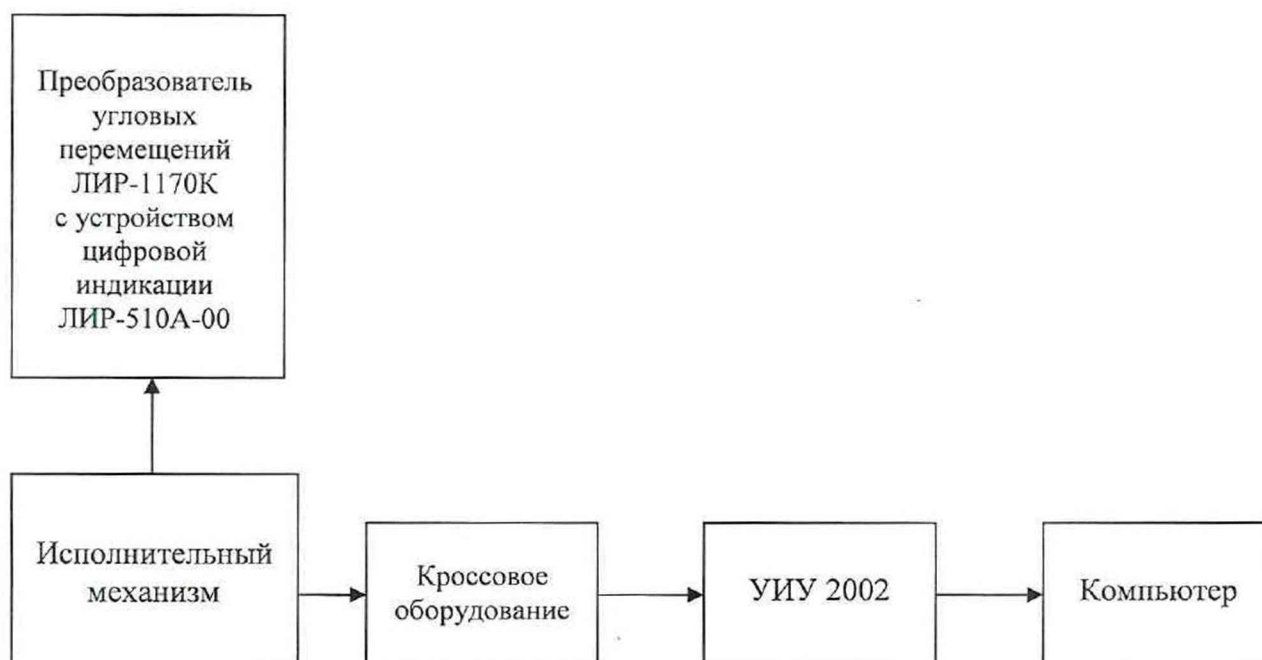 Преобразователь
угловых
перемещений
ЛИР-1170К
с устройством
цифровой
индикации
ЛИР-510А-00
Исполнительный
механизм
Кроссовое
оборудование
УИУ 2002
Компьютер